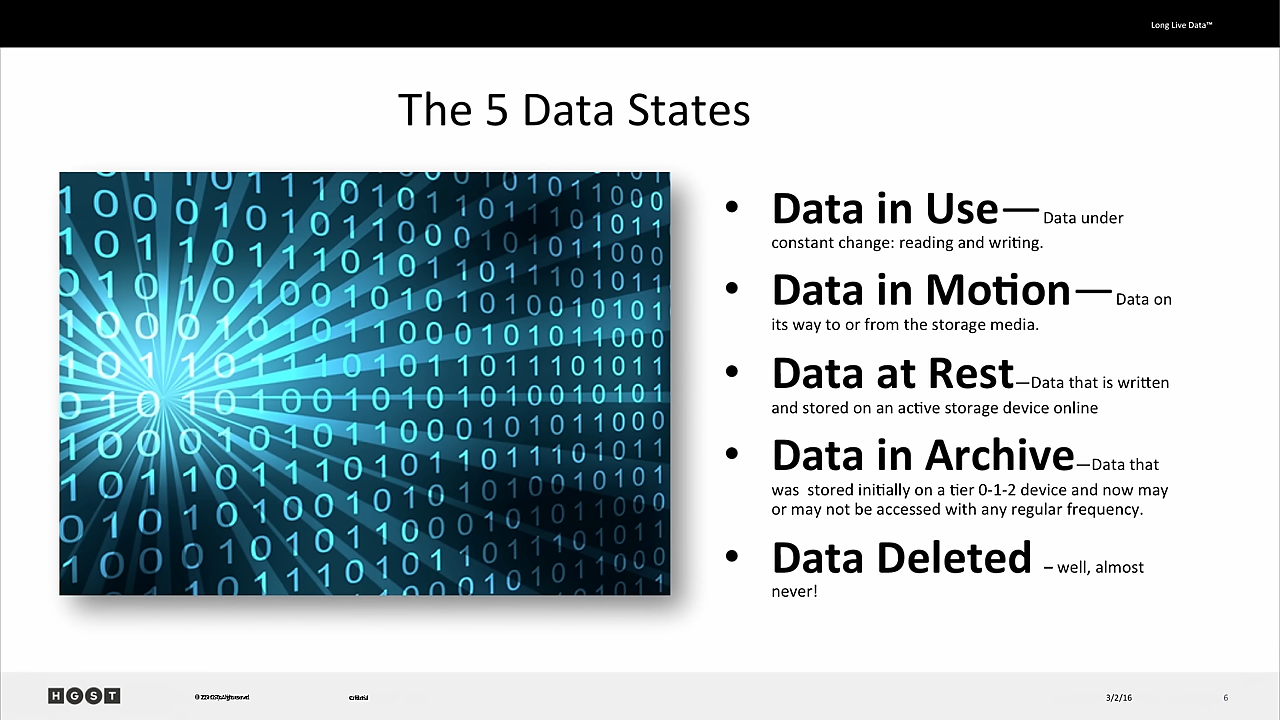 Long Live Data™
The 5 Data States
• Data in Use—Data under
constant change: reading and writing.
• Data in Motion—Data on
its way to or from the storage media.
• Data at Rest—Data that is written
and stored on an active storage device online
• Data in Archive—Data that
was  stored initially on a tier 0-1-2 device and now may
or may not be accessed with any regular frequency.
• Data Deleted – well, almost
never!
HGST
3/2/16
6